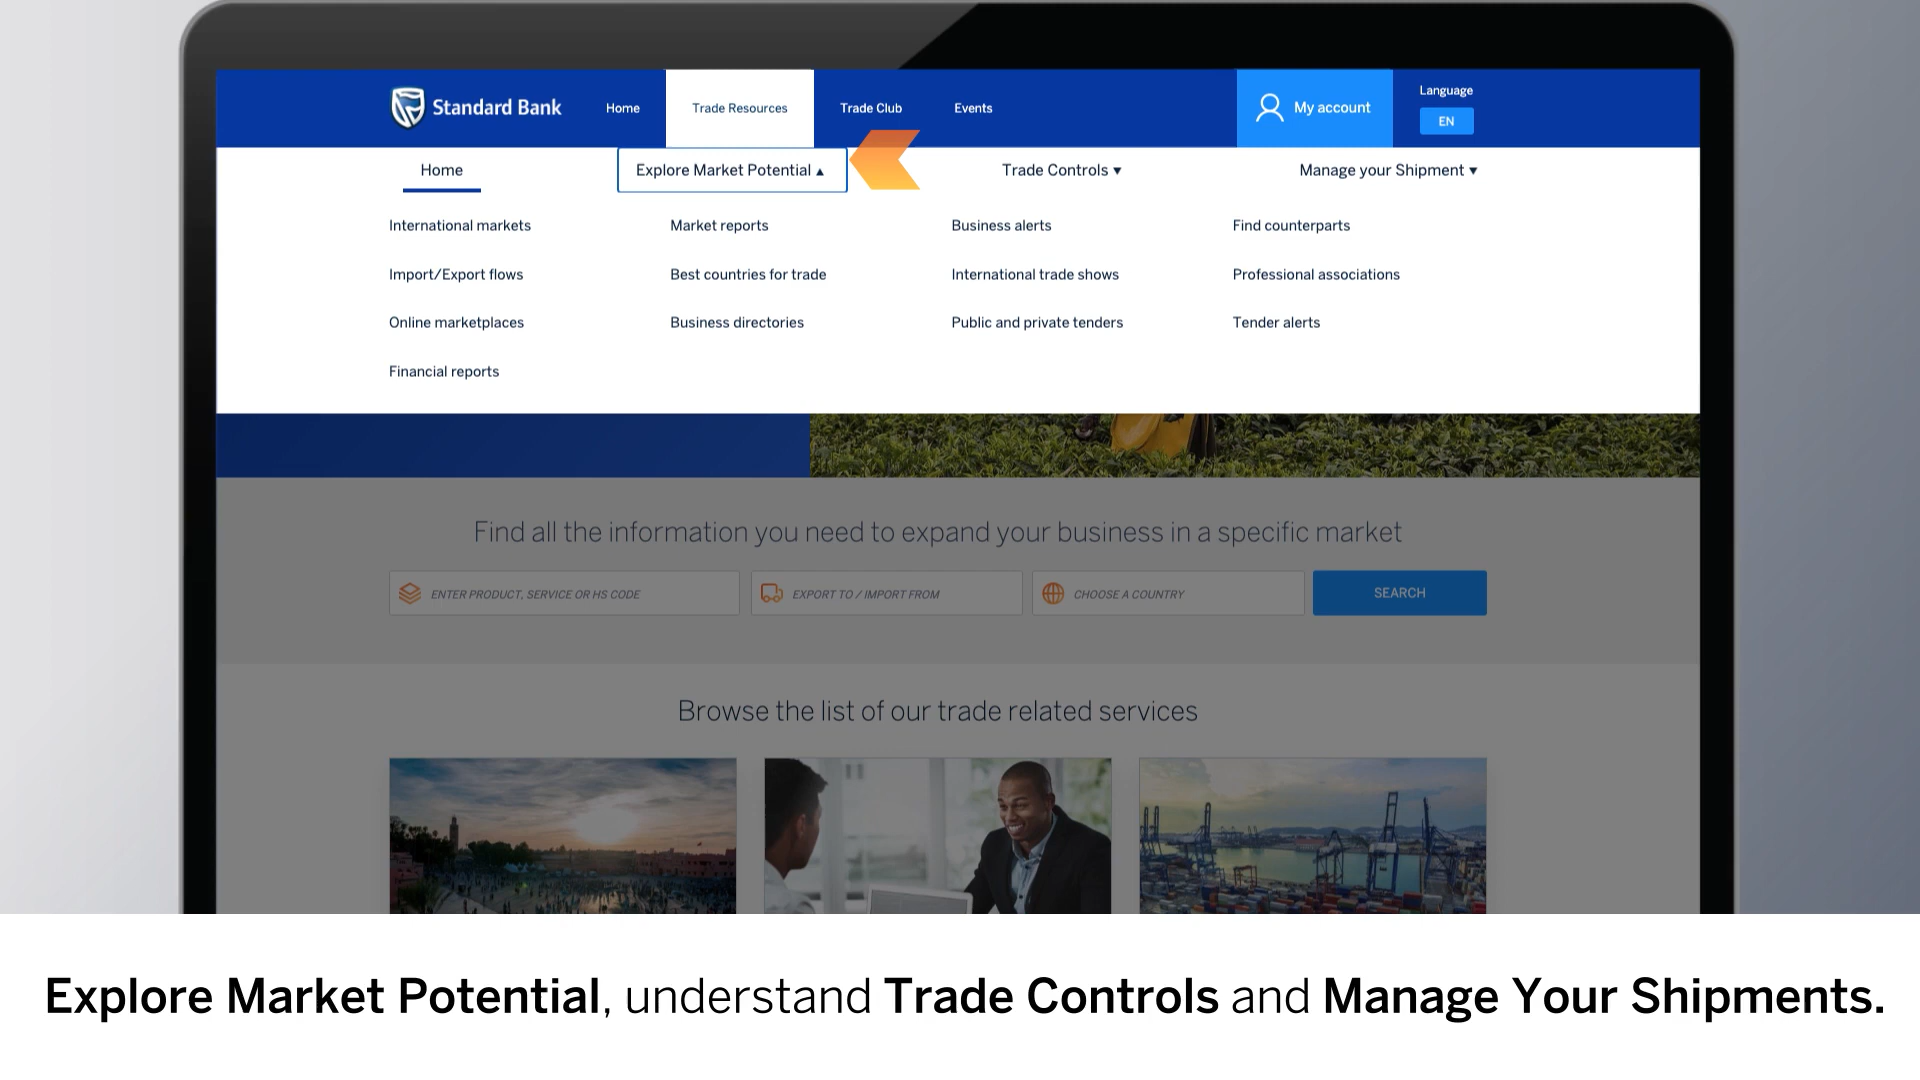 Standard Bank
Home
Trade Resources
Trade Club
Events
My account
Language
EN
Home
Explore Market Potential ▲
Trade Controls ▼
Manage your Shipment ▼
International markets
Market reports
Business alerts
Find counterparts
Import/Export flows
Best countries for trade
International trade shows
Professional associations
Online marketplaces
Business directories
Public and private tenders
Tender alerts
Financial reports
Find all the information you need to expand your business in a specific market
ENTER PRODUCT, SERVICE OR HS CODE
EXPORT TO / IMPORT FROM
CHOOSE A COUNTRY
SEARCH
Browse the list of our trade related services
Explore Market Potential, understand Trade Controls and Manage Your Shipments.